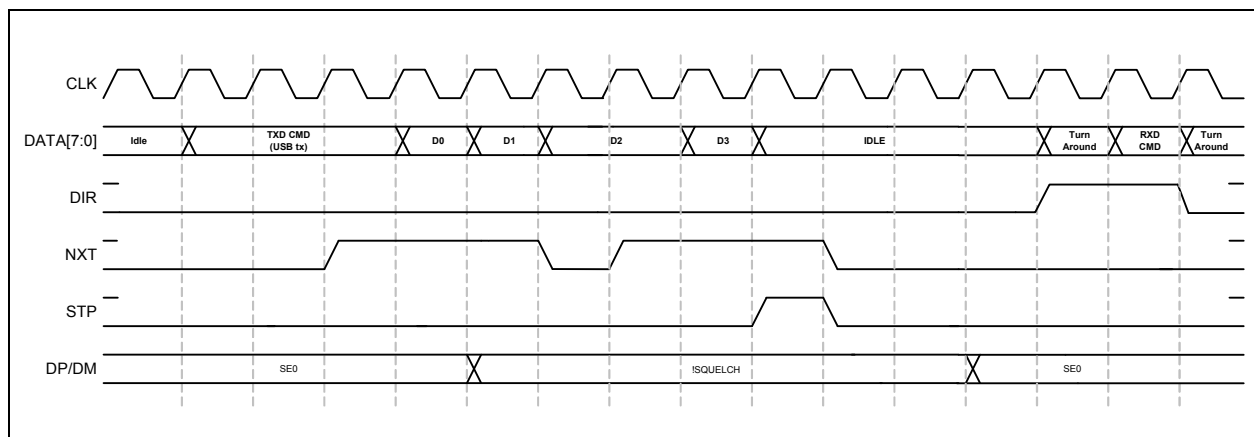 CLK
DATA[7:0]
Idle
TXD CMD
(USB tx)
D0
D1
D2
D3
IDLE
Turn
Around
RXD
CMD
Turn
Around
DIR
NXT
STP
DP/DM
SE0
!SQUELCH
SE0